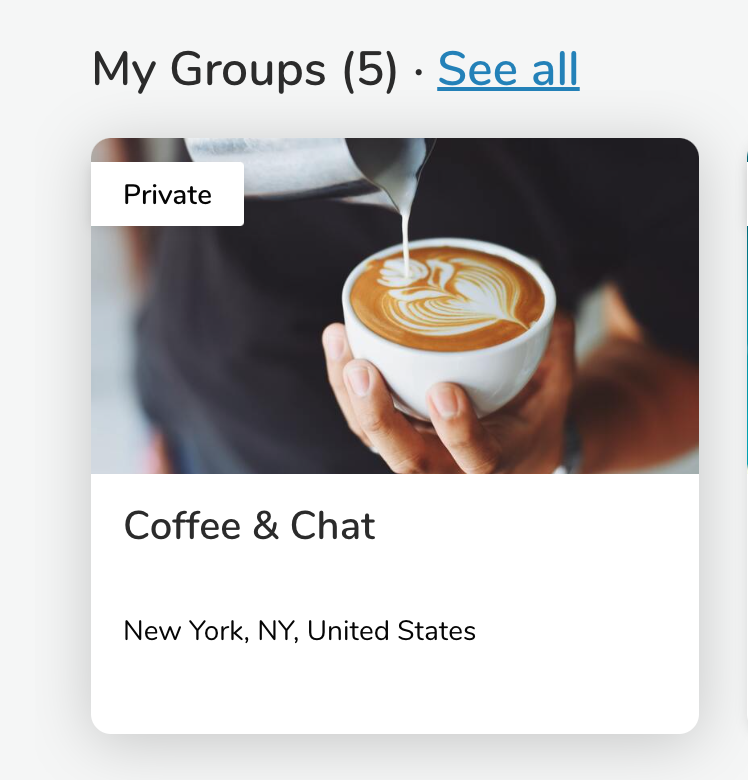 My Groups (5) · See all
Private
Coffee & Chat
New York, NY, United States